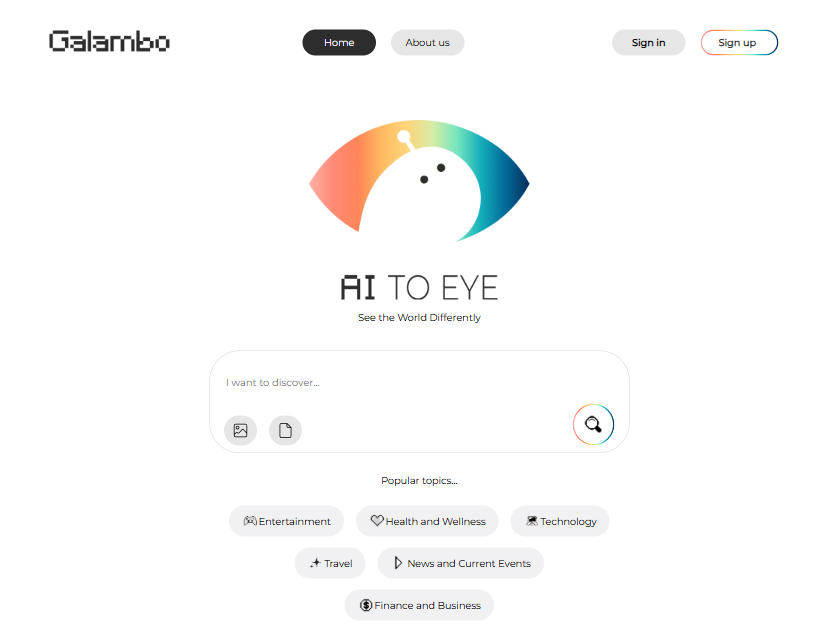 Galambo
Home
About us
Sign in
Sign up
AI TO EYE
See the World Differently
I want to discover...
Popular topics...
Entertainment
Health and Wellness
Technology
Travel
News and Current Events
Finance and Business